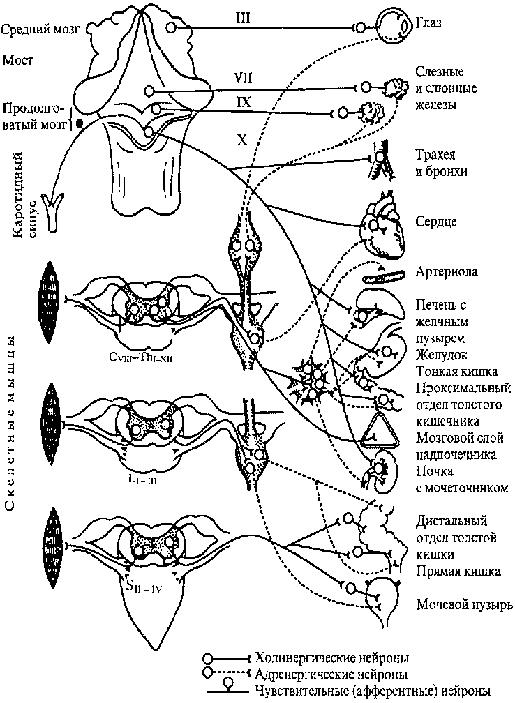 Средний мозг
III
Глаз
Мост
VII
Слезные
и слюнные
железы
IX
Продолго-
ватый мозг
X
Трахея
и бронхи
Каротидный
синус
Сердце
Артериола
Печень с
желчным
пузырем
Желудок
Тонкая кишка
Проксимальный
отдел толстого
кишечника
Мозговой слой
надпочечника
Почка
с мочеточником
Скелетные мышцы
Дистальный
отдел толстой
кишки
Прямая кишка
SII–IV
Мочевой пузырь
Холинергические нейроны
Адренергические нейроны
Чувствительные (афферентные) нейроны